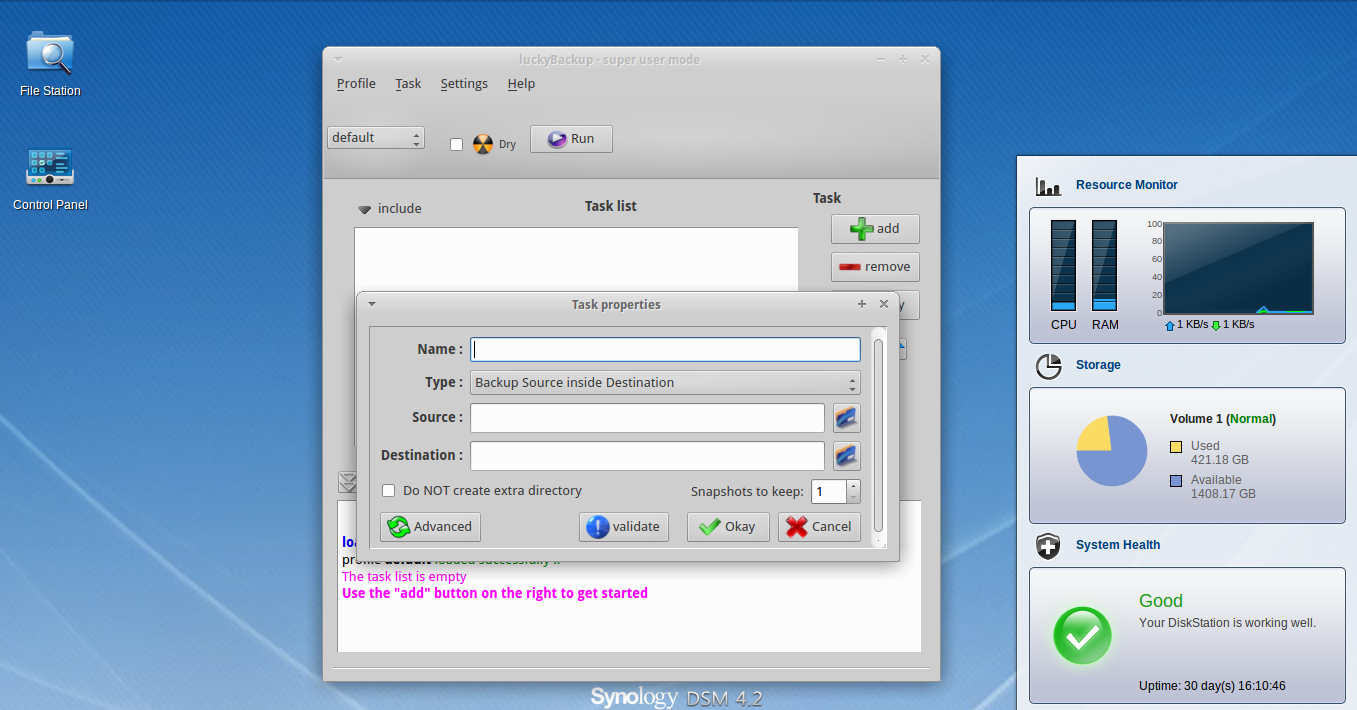 File Station
Control Panel
luckyBackup - super user mode
Profile Task Settings Help
default
Dry
Run
include
Task list
Task
add
remove
y
Task properties
Name :
Type : Backup Source inside Destination
Source :
Destination :
Do NOT create extra directory
Snapshots to keep: 1
Advanced
validate
Okay
Cancel
loa
profile default loaded successfully !!
The task list is empty
Use the "add" button on the right to get started
Synology DSM 4.2
Resource Monitor
100
80
60
40
20
0
CPU RAM
1 KB/s 1 KB/s
Storage
Volume 1 (Normal)
Used
421.18 GB
Available
1408.17 GB
System Health
Good
Your DiskStation is working well.
Uptime: 30 day(s) 16:10:46